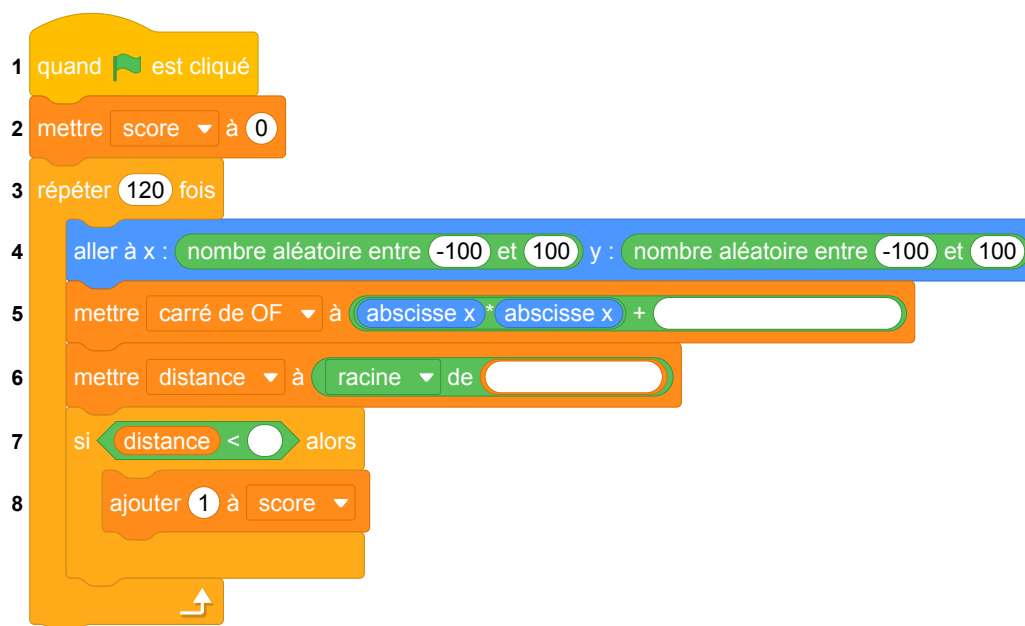 1 quand est cliqué
2 mettre score à 0
3 répéter 120 fois
4 aller à x : nombre aléatoire entre -100 et 100 y : nombre aléatoire entre -100 et 100
5 mettre carré de OF à abscisse x * abscisse x +
6 mettre distance à racine de
7 si distance < alors
8 ajouter 1 à score